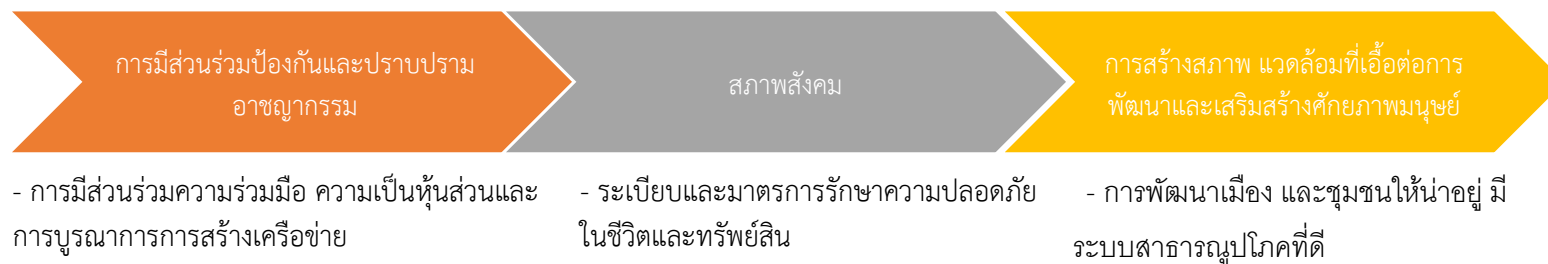 การมีส่วนร่วมป้องกันและปราบปราม
อาชญากรรม
สภาพสังคม
การสร้างสภาพ แวดล้อมที่เอื้อต่อการ
พัฒนาและเสริมสร้างศักยภาพมนุษย์
- การมีส่วนร่วมความร่วมมือ ความเป็นหุ้นส่วนและ
การบูรณาการการสร้างเครือข่าย
- ระเบียบและมาตรการรักษาความปลอดภัย
ในชีวิตและทรัพย์สิน
- การพัฒนาเมือง และชุมชนให้น่าอยู่ มี
ระบบสาธารณูปโภคที่ดี